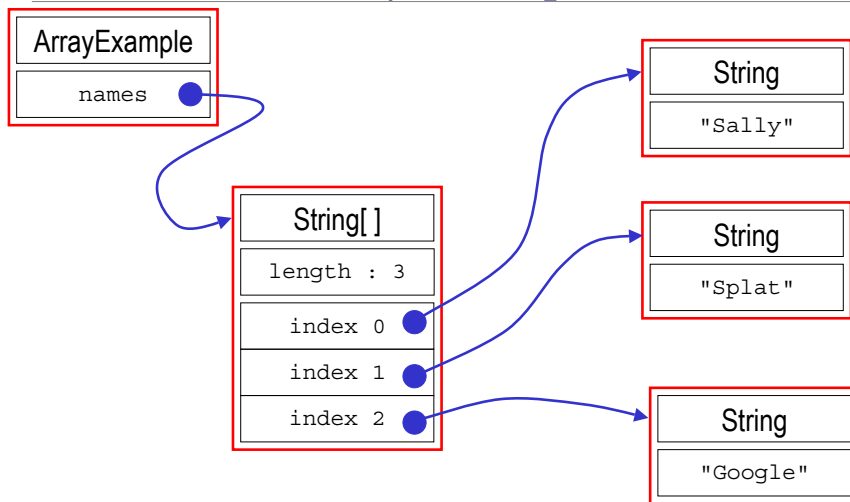 ArrayExample
names
String[ ]
length : 3
index 0
index 1
index 2
String
"Sally"
String
"Splat"
String
"Google"